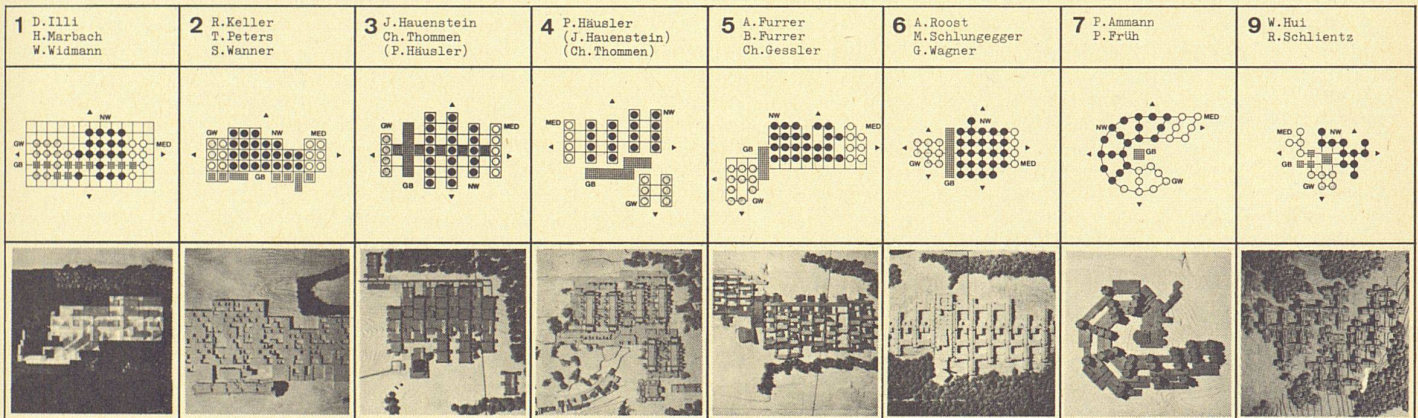 1 D.Illi
H.Marbach
W.Widmann
2 R.Keller
T.Peters
S.Wanner
3 J.Hauenstein
Ch.Thommen
(P.Häusler)
4 P.Häusler
(J.Hauenstein)
(Ch.Thommen)
5 A.Furrer
B.Furrer
Ch.Gessler
6 A.Roost
M.Schlungegger
G.Wagner
7 P.Ammann
P.Früh
9 W.Hui
R.Schlientz
NW
GW
MED
GB
GW
NW
MED
GB
GW
MED
GB
NW
MED
NW
GB
GW
NW
MED
GB
GW
NW
GW
GB
MED
NW
MED
GB
GW
MED
NW
GB
GW